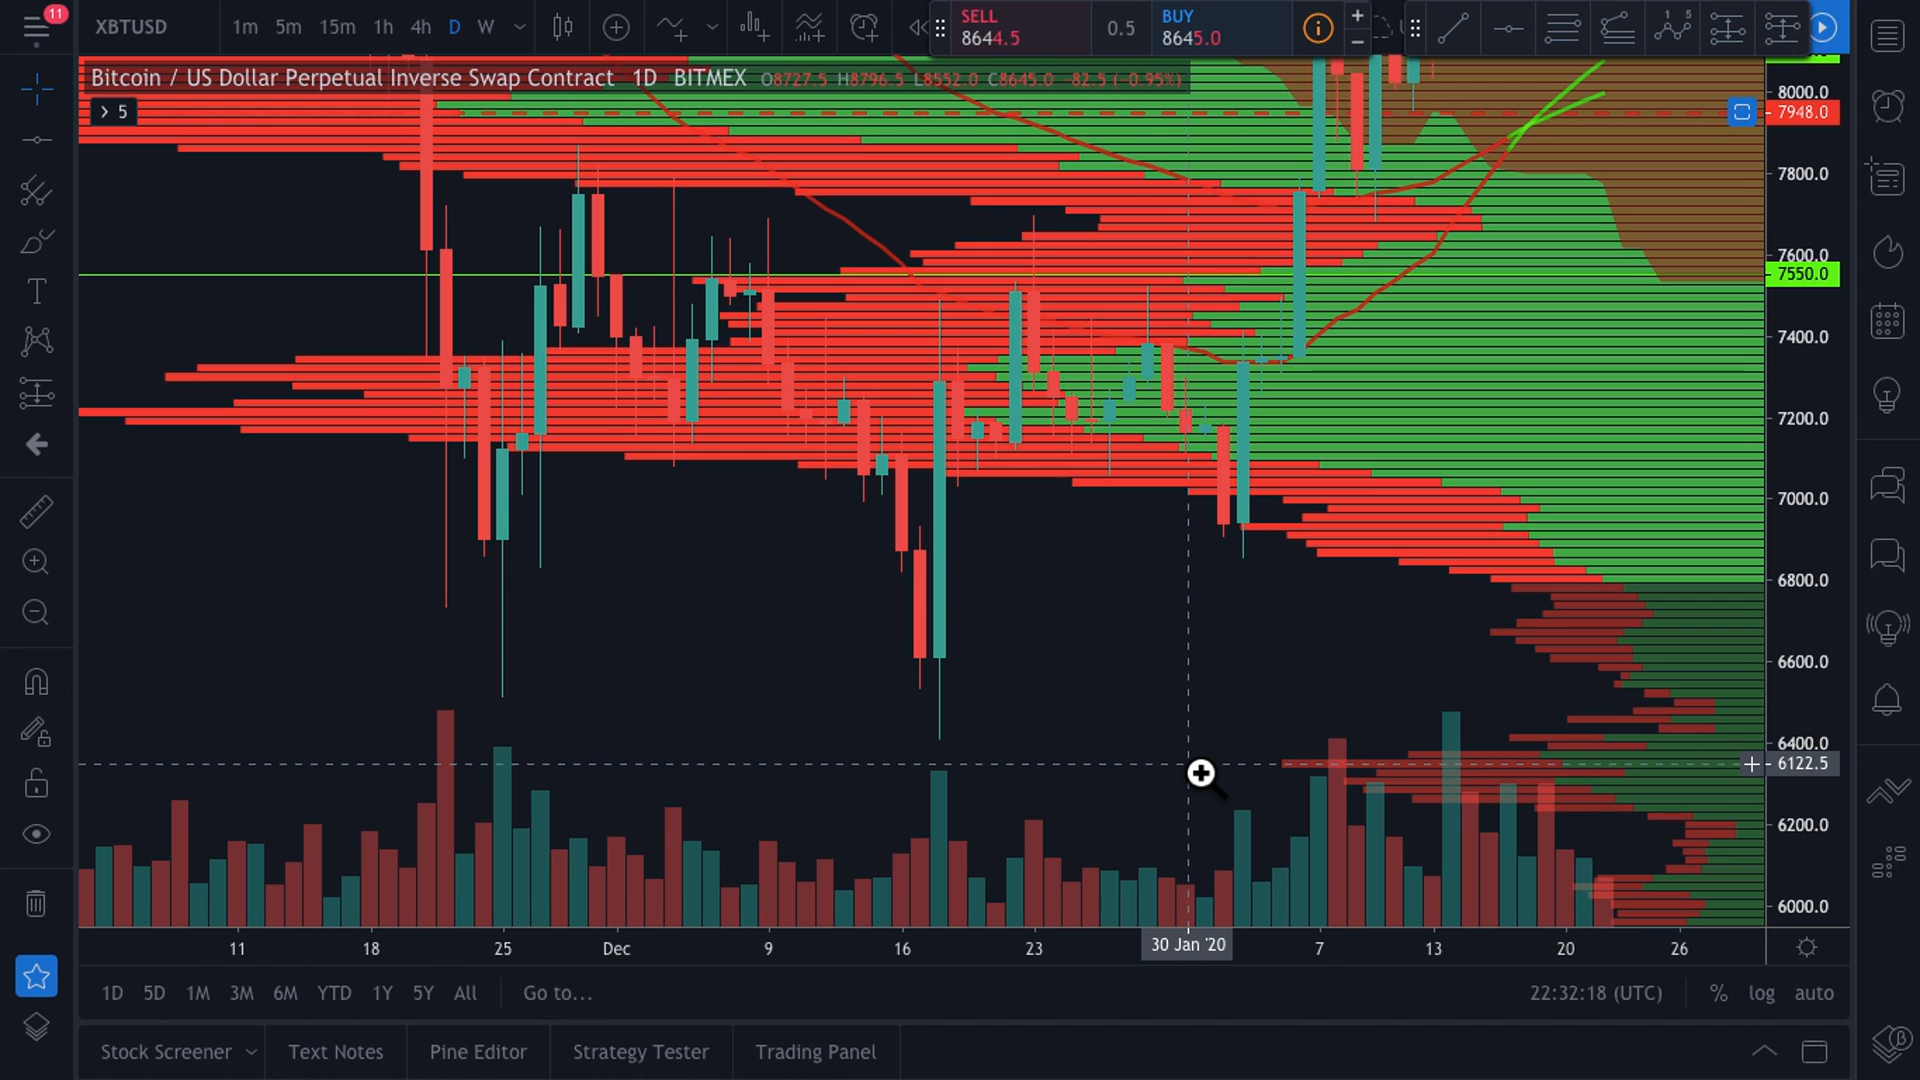 11
XBTUSD
1m 5m 15m 1h 4h D W
SELL
8644.5
0.5
BUY
8645.0
Bitcoin / US Dollar Perpetual Inverse Swap Contract 1D BITMEX O8727.5 H8796.5 L8552.0 C8645.0 -82.5 (-0.95%)
5
8000.0
7948.0
7800.0
7600.0
7550.0
7400.0
7200.0
7000.0
6800.0
6600.0
6400.0
6122.5
6200.0
6000.0
11 18 25 Dec 9 16 23 30 Jan '20 7 13 20 26
1D 5D 1M 3M 6M YTD 1Y 5Y All Go to... 22:32:18 (UTC) % log auto
Stock Screener Text Notes Pine Editor Strategy Tester Trading Panel